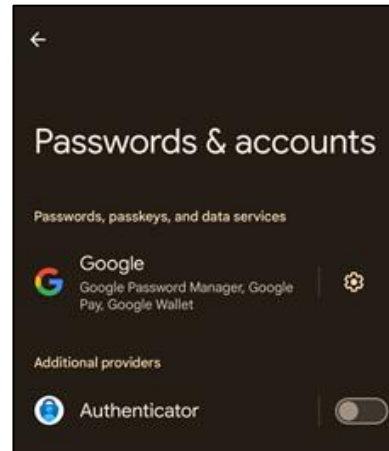 Passwords & accounts
Passwords, passkeys, and data services
Google
Google Password Manager, Google
Pay, Google Wallet
Additional providers
Authenticator